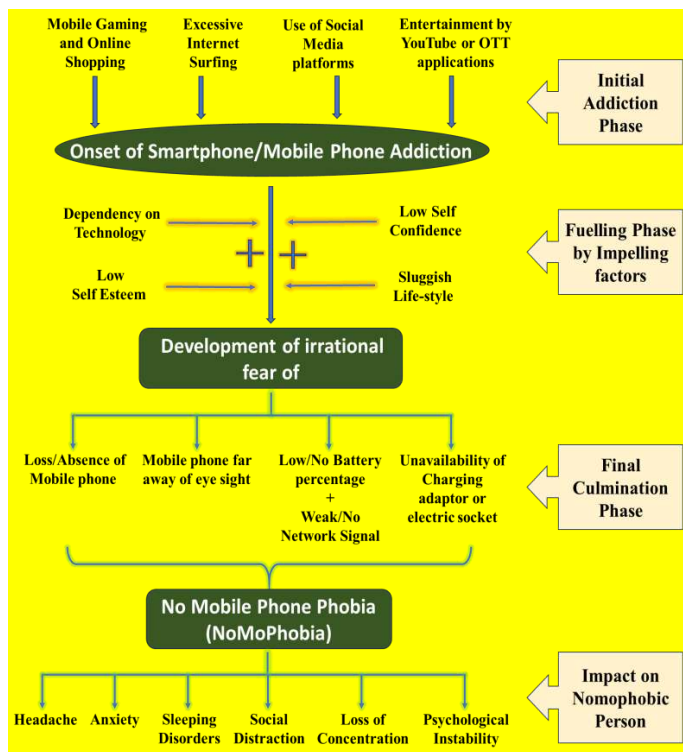 Mobile Gaming
and Online
Shopping
Excessive
Internet
Surfing
Use of Social
Media
platforms
Entertainment by
YouTube or OTT
applications
Initial
Addiction
Phase
Onset of Smartphone/Mobile Phone Addiction
Dependency on
Technology
Low Self
Confidence
+ +
Low
Self Esteem
Sluggish
Life-style
Fuelling Phase
by Impelling
factors
Development of irrational
fear of
Loss/Absence of
Mobile phone
Mobile phone far
away of eye sight
Low/No Battery
percentage
+
Weak/No
Network Signal
Unavailability of
Charging
adaptor or
electric socket
Final
Culmination
Phase
No Mobile Phone Phobia
(NoMoPhobia)
Headache
Anxiety
Sleeping
Disorders
Social
Distraction
Loss of
Concentration
Psychological
Instability
Impact on
Nomophobic
Person